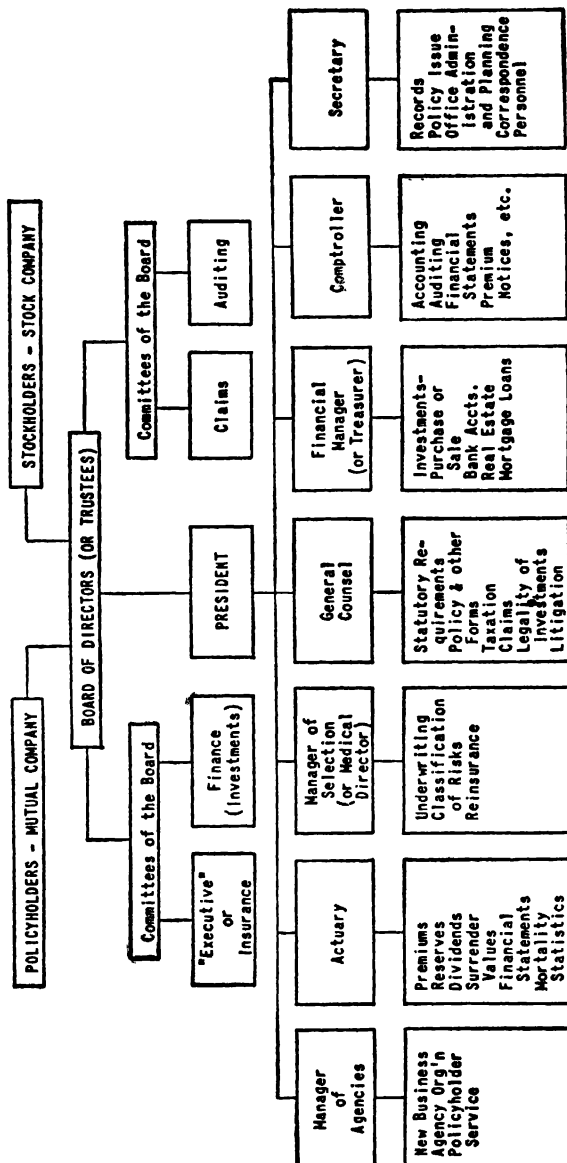 POLICYHOLDERS - MUTUAL COMPANY
STOCKHOLDERS - STOCK COMPANY
BOARD OF DIRECTORS (OR TRUSTEES)
Committees of the Board
Committees of the Board
"Executive"
or
Insurance
Finance
(Investments)
PRESIDENT
Claims
Auditing
Manager
of
Agencies
Actuary
Manager of
Selection
(or Medical
Director)
General
Counsel
Financial
Manager
(or Treasurer)
Comptroller
Secretary
New Business
Agency Org'n
Policyholder
Service
Premiums
Reserves
Dividends
Surrender
Values
Financial
Statements
Mortality
Statistics
Underwriting
Classification
of Risks
Reinsurance
Statutory Re-
quirements
Policy & other
Forms
Taxation
Claims
Legality of
Investments
Litigation
Investments-
Purchase or
Sale
Bank Accts.
Real Estate
Mortgage Loans
Accounting
Auditing
Financial
Statements
Premium
Notices, etc.
Records
Policy Issue
Office Admin-
istration
and Planning
Correspondence
Personnel